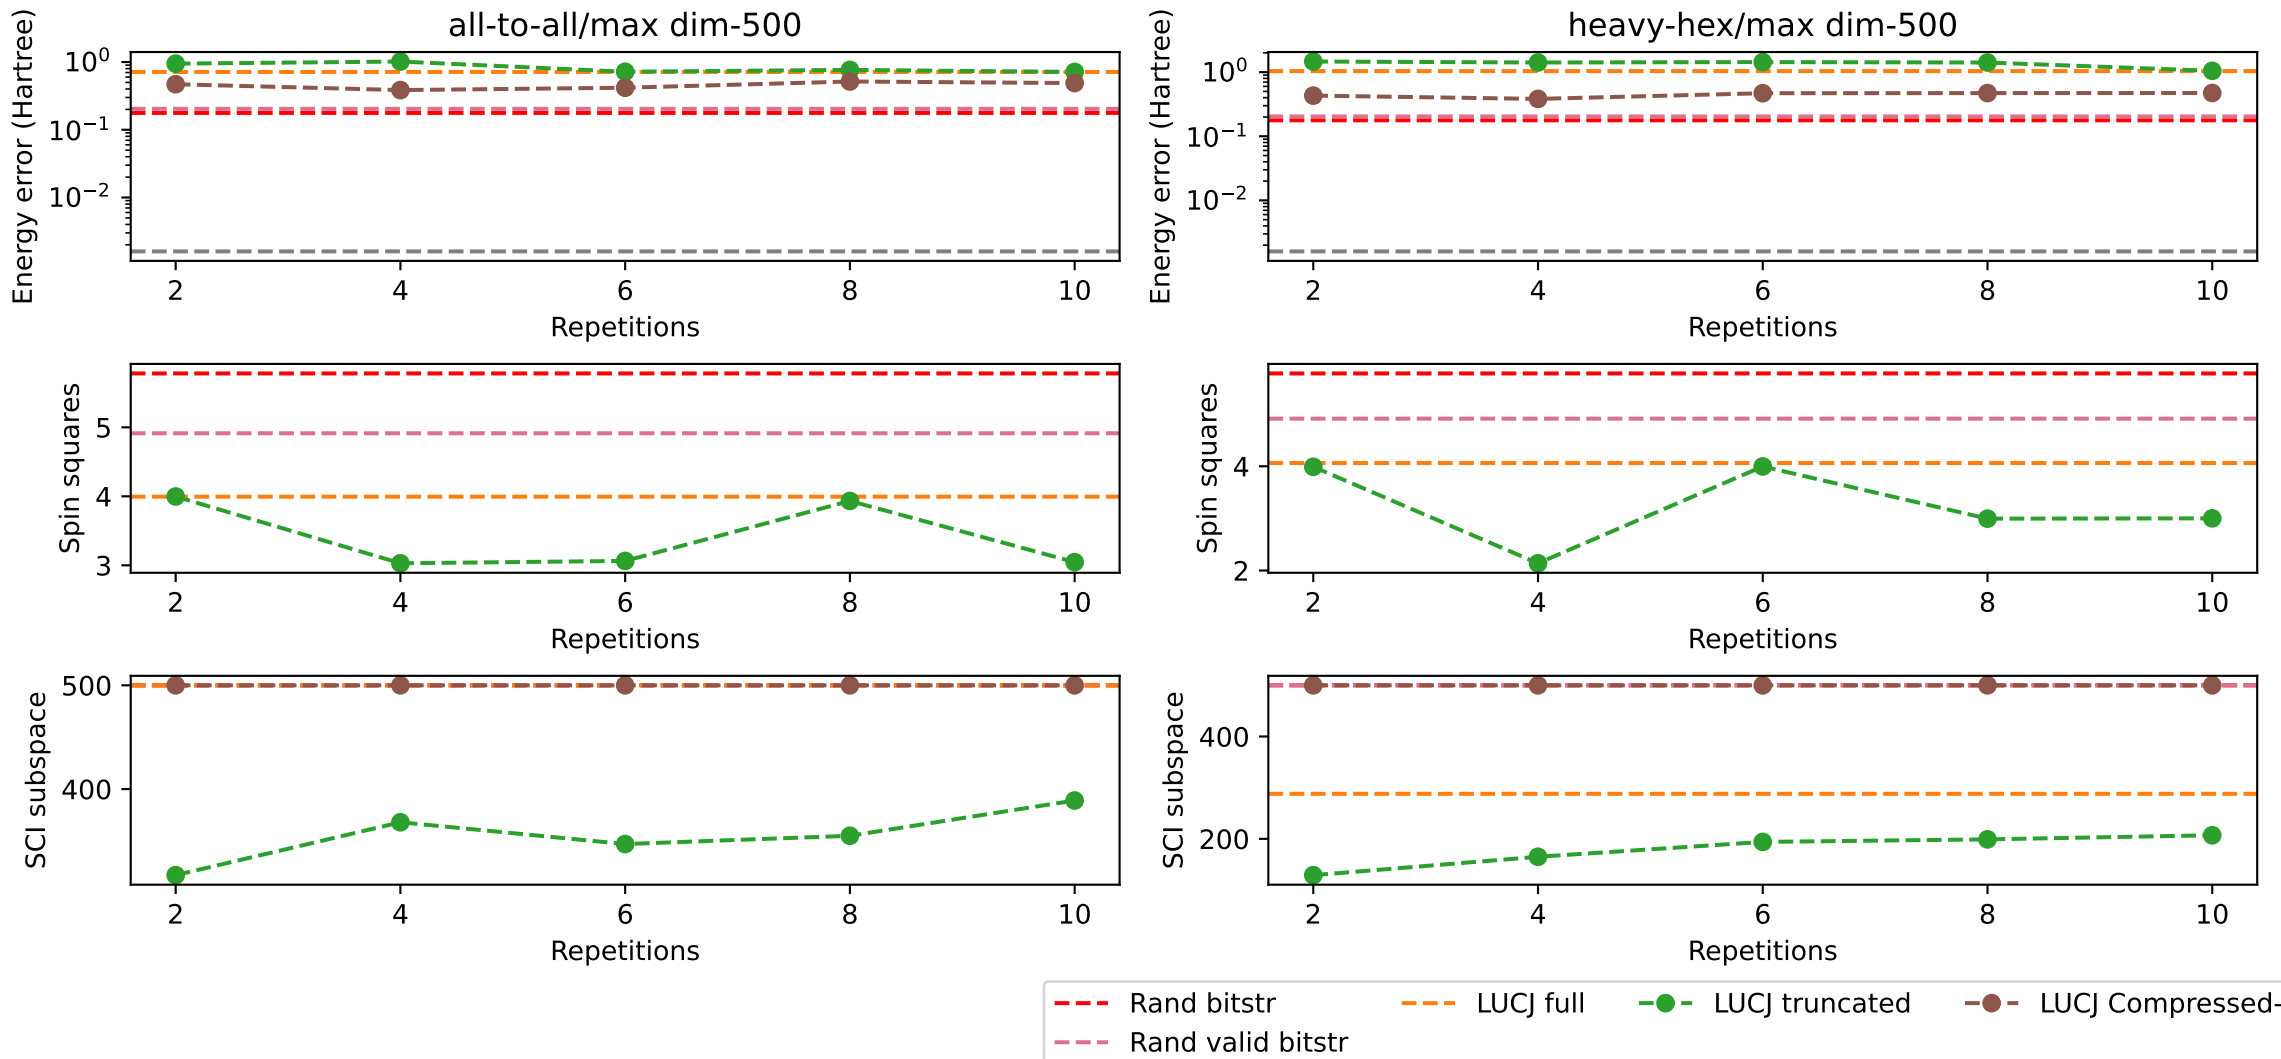 all-to-all/max dim-500
Energy error (Hartree)
10^0
10^−1
10^−2
2 4 6 8 10
Repetitions
heavy-hex/max dim-500
Energy error (Hartree)
10^0
10^−1
10^−2
2 4 6 8 10
Repetitions
Spin squares
5
4
3
2 4 6 8 10
Repetitions
Spin squares
4
2
2 4 6 8 10
Repetitions
SCI subspace
500
400
2 4 6 8 10
Repetitions
SCI subspace
400
200
2 4 6 8 10
Repetitions
Rand bitstr LUCJ full LUCJ truncated LUCJ Compressed-
Rand valid bitstr